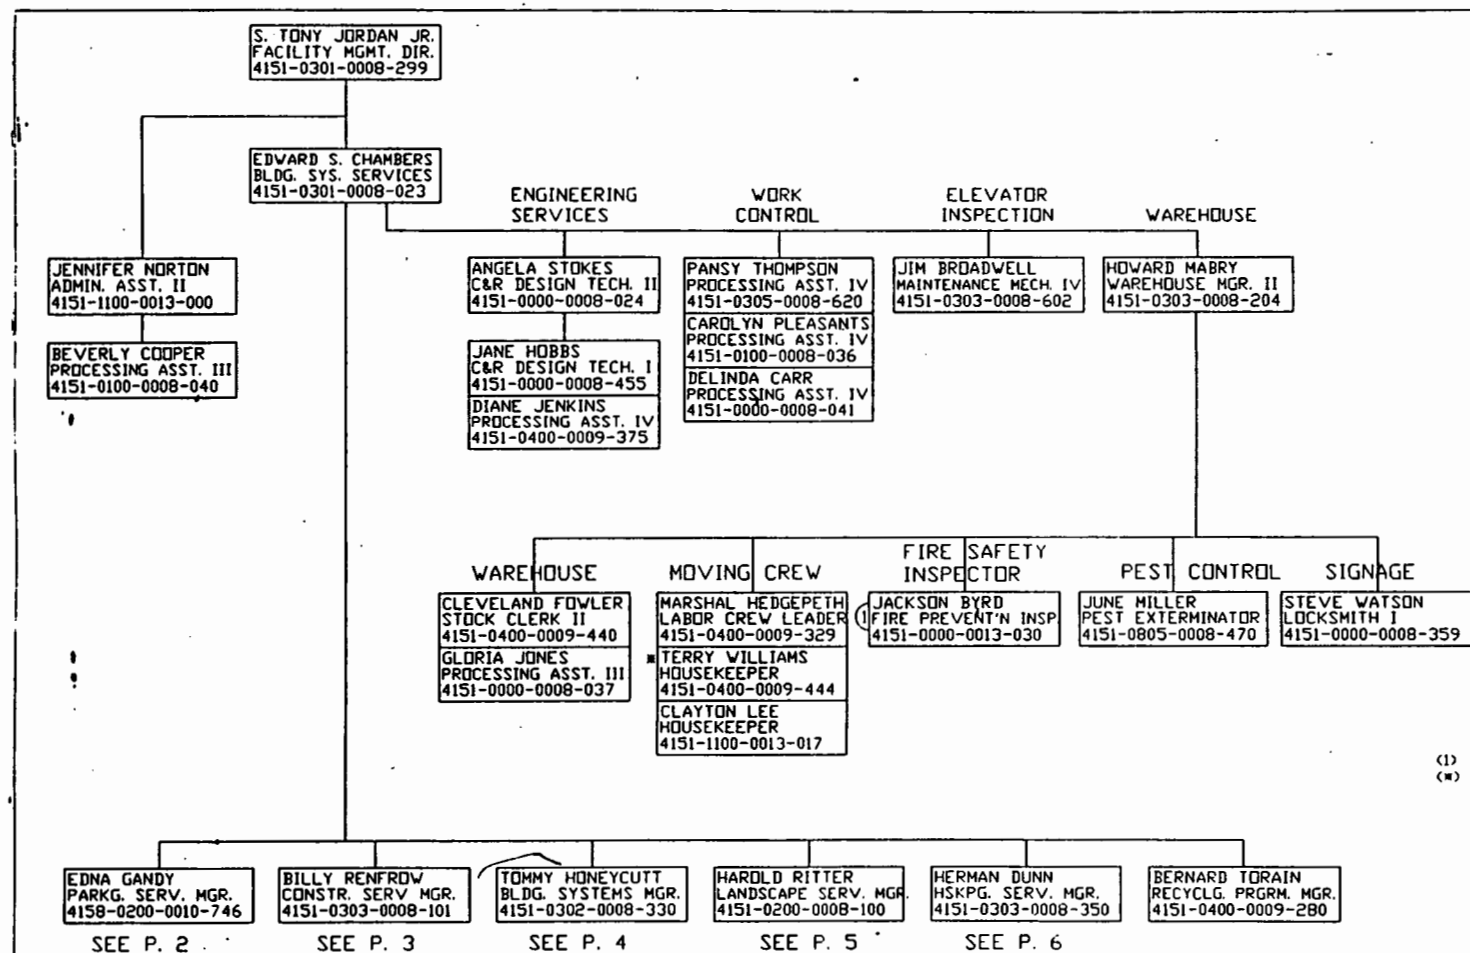 S. TONY JORDAN JR.
FACILITY MGMT. DIR.
4151-0301-0008-299
EDWARD S. CHAMBERS
BLDG. SYS. SERVICES
4151-0301-0008-023
JENNIFER NORTON
ADMIN. ASST. II
4151-1100-0013-000
BEVERLY COOPER
PROCESSING ASST. III
4151-0100-0008-040
ENGINEERING
SERVICES
ANGELA STOKES
C&R DESIGN TECH. II
4151-0000-0008-024
JANE HOBBS
C&R DESIGN TECH. I
4151-0000-0008-455
DIANE JENKINS
PROCESSING ASST. IV
4151-0400-0009-375
WORK
CONTROL
PANSY THOMPSON
PROCESSING ASST. IV
4151-0305-0008-620
CAROLYN PLEASANTS
PROCESSING ASST. IV
4151-0100-0008-036
DELINDA CARR
PROCESSING ASST. IV
4151-0000-0008-041
ELEVATOR
INSPECTION
JIM BROADWELL
MAINTENANCE MECH. IV
4151-0303-0008-602
WAREHOUSE
HOWARD MABRY
WAREHOUSE MGR. II
4151-0303-0008-204
WAREHOUSE
CLEVELAND FOWLER
STOCK CLERK II
4151-0400-0009-440
GLORIA JONES
PROCESSING ASST. III
4151-0000-0008-037
MOVING CREW
MARSHAL HEDGEPETH
LABOR CREW LEADER
4151-0400-0009-329
* TERRY WILLIAMS
HOUSEKEEPER
4151-0400-0009-444
CLAYTON LEE
HOUSEKEEPER
4151-1100-0013-017
FIRE SAFETY
INSPECTOR
(1) JACKSON BYRD
FIRE PREVENT'N INSP.
4151-0000-0013-030
PEST CONTROL
JUNE MILLER
PEST EXTERMINATOR
4151-0805-0008-470
SIGNAGE
STEVE WATSON
LOCKSMITH I
4151-0000-0008-359
(1)
(*)
EDNA GANDY
PARKG. SERV. MGR.
4158-0200-0010-746
SEE P. 2
BILLY RENFROW
CONSTR. SERV MGR.
4151-0303-0008-101
SEE P. 3
TOMMY HONEYCUTT
BLDG. SYSTEMS MGR.
4151-0302-0008-330
SEE P. 4
HAROLD RITTER
LANDSCAPE SERV. MGR.
4151-0200-0008-100
SEE P. 5
HERMAN DUNN
HSKPG. SERV. MGR.
4151-0303-0008-350
SEE P. 6
BERNARD TORAIN
RECYCLG. PRGRM. MGR.
4151-0400-0009-280